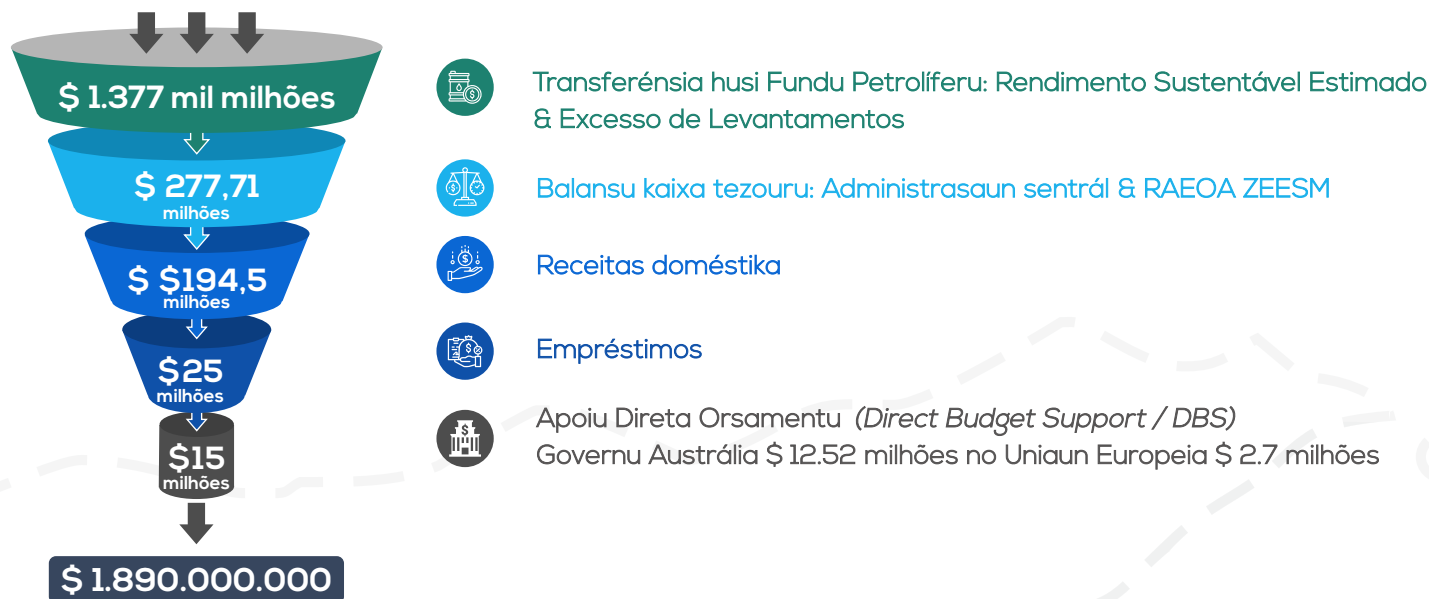 $ 1.377 mil milhões
Transferénsia husi Fundu Petrolíferu: Rendimento Sustentável Estimado
& Excesso de Levantamentos
$ 277,71
milhões
Balansu kaixa tezouru: Administrasaun sentrál & RAEOA ZEESM
$ $194,5
milhões
Receitas doméstika
$25
milhões
Empréstimos
$15
milhões
Apoiu Direta Orsamentu (Direct Budget Support / DBS)
Governu Austrália $ 12.52 milhões no Uniaun Europeia $ 2.7 milhões
$ 1.890.000.000